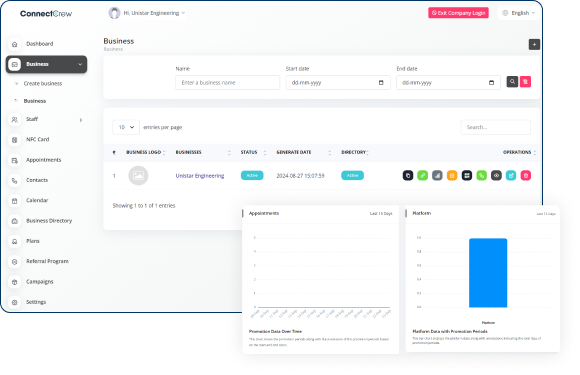 ConnectCrew
Hi, Unistar Engineering
Exit Company Login
English
Dashboard
Business
Create business
Business
Staff
NFC Card
Appointments
Contacts
Calendar
Business Directory
Plans
Referral Program
Campaigns
Settings
Business
Business
Name
Start date
End date
Enter a business name
dd-mm-yyyy
dd-mm-yyyy
10 entries per page
Search...
# BUSINESS LOGO BUSINESSES STATUS GENERATE DATE DIRECTORY OPERATIONS
1 Unistar Engineering Active 2024-08-27 15:07:59 Active
Showing 1 to 1 of 1 entries
Appointments
Last 15 Days
Promotion Data Over Time
Platform
Last 15 Days
Platform
Platform Data with Promotion Periods